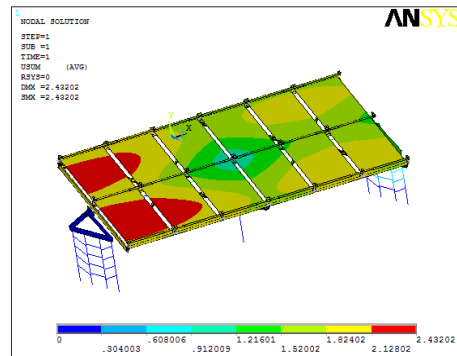 1
NODAL SOLUTION
ANSYS
STEP=1
SUB =1
TIME=1
USUM (AVG)
RSYS=0
DMX =2.43202
SMX =2.43202
Y
X
0 .608006 1.21601 1.82402 2.43202
.304003 .912009 1.52002 2.12802